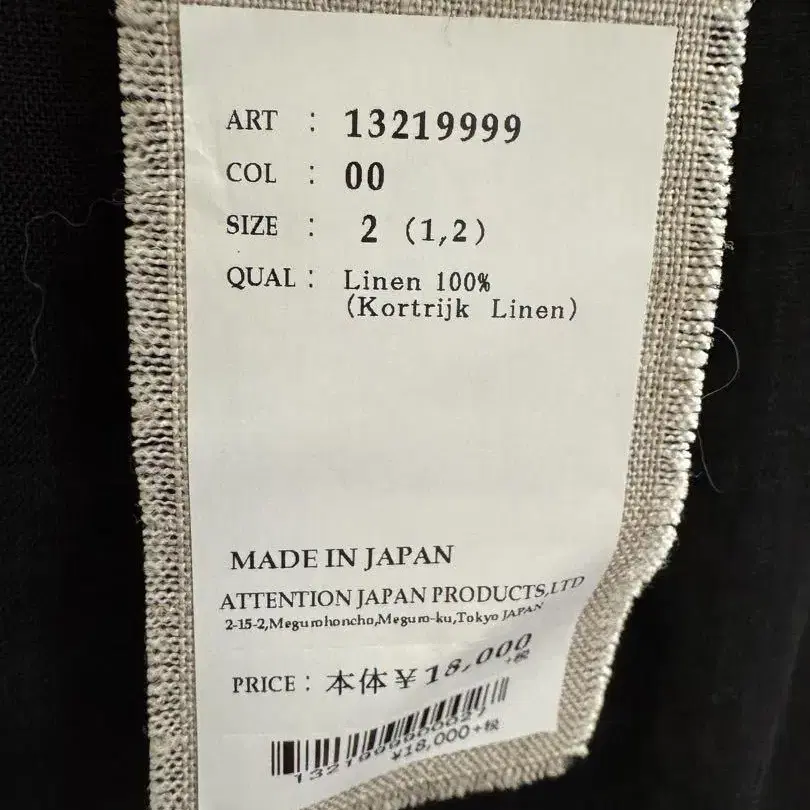 ART : 13219999
COL : 00
SIZE : 2 (1,2)
QUAL : Linen 100%
(Kortrijk Linen)
MADE IN JAPAN
ATTENTION JAPAN PRODUCTS,LTD
2-15-2,Megurohoncho,Meguro-ku,Tokyo JAPAN
PRICE : 本体¥18,000
+税
¥18,000+税